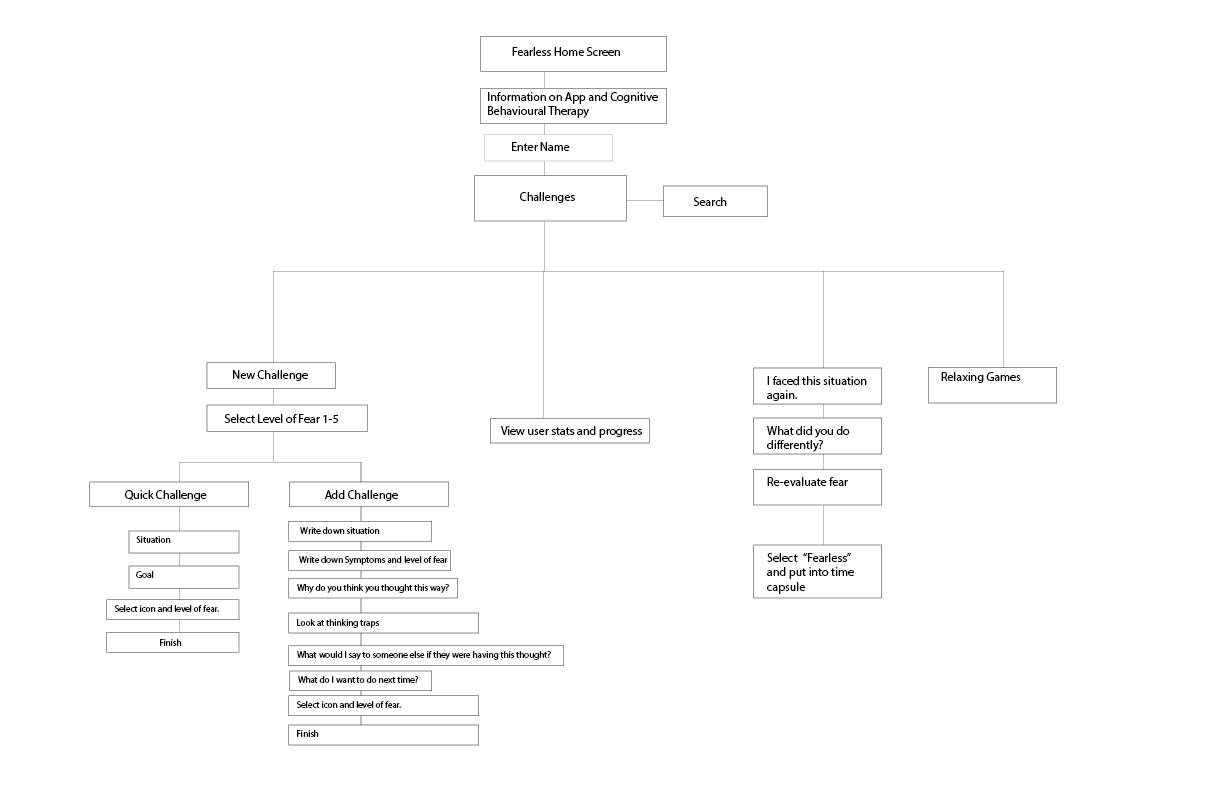 Fearless Home Screen
Information on App and Cognitive
Behavioural Therapy
Enter Name
Challenges
Search
New Challenge
Select Level of Fear 1-5
Quick Challenge
Situation
Goal
Select icon and level of fear.
Finish
Add Challenge
Write down situation
Write down Symptoms and level of fear
Why do you think you thought this way?
Look at thinking traps
What would I say to someone else if they were having this thought?
What do I want to do next time?
Select icon and level of fear.
Finish
View user stats and progress
I faced this situation
again.
What did you do
differently?
Re-evaluate fear
Select “Fearless”
and put into time
capsule
Relaxing Games